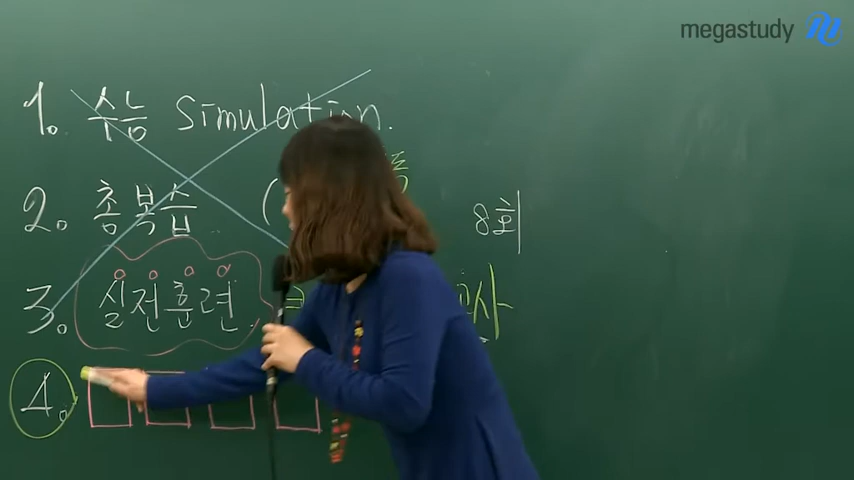 megastudy
1. 수능 Simulation.
2. 총복습 ( 8회
3. 실전훈련 ⇒
4.